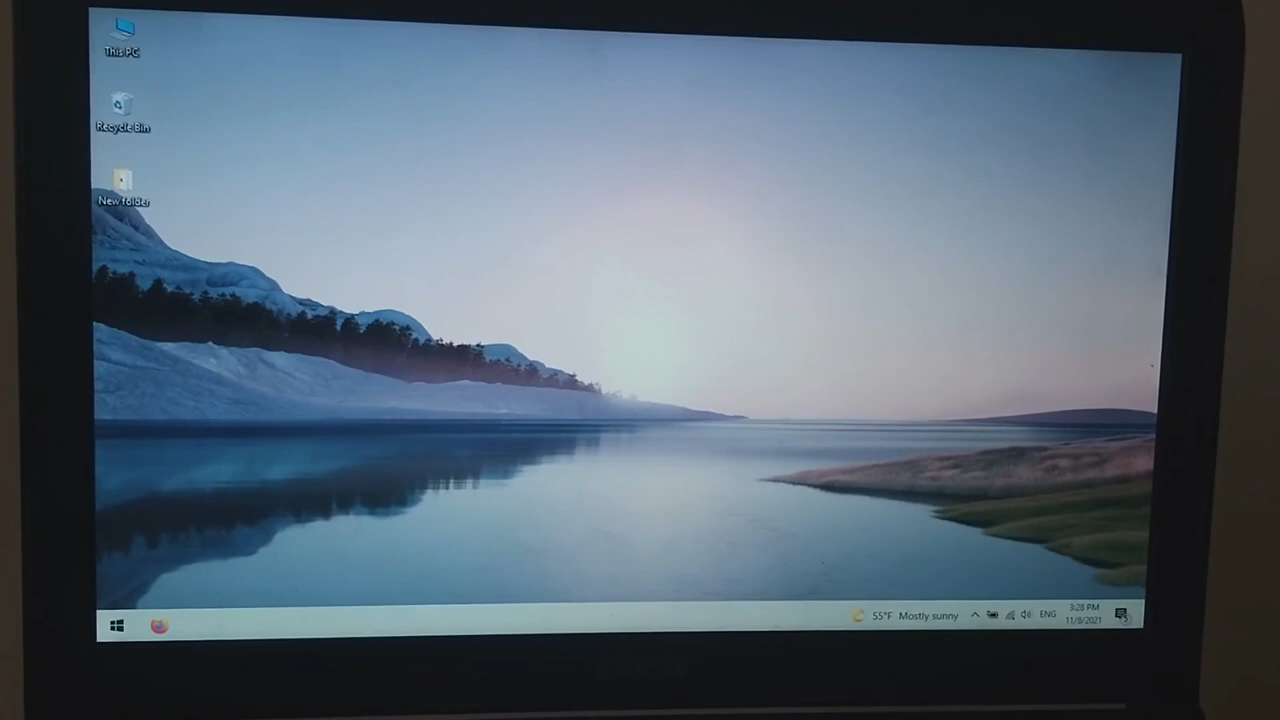 This PC
Recycle Bin
New folder
55°F Mostly sunny
ENG
3:28 PM
11/8/2021